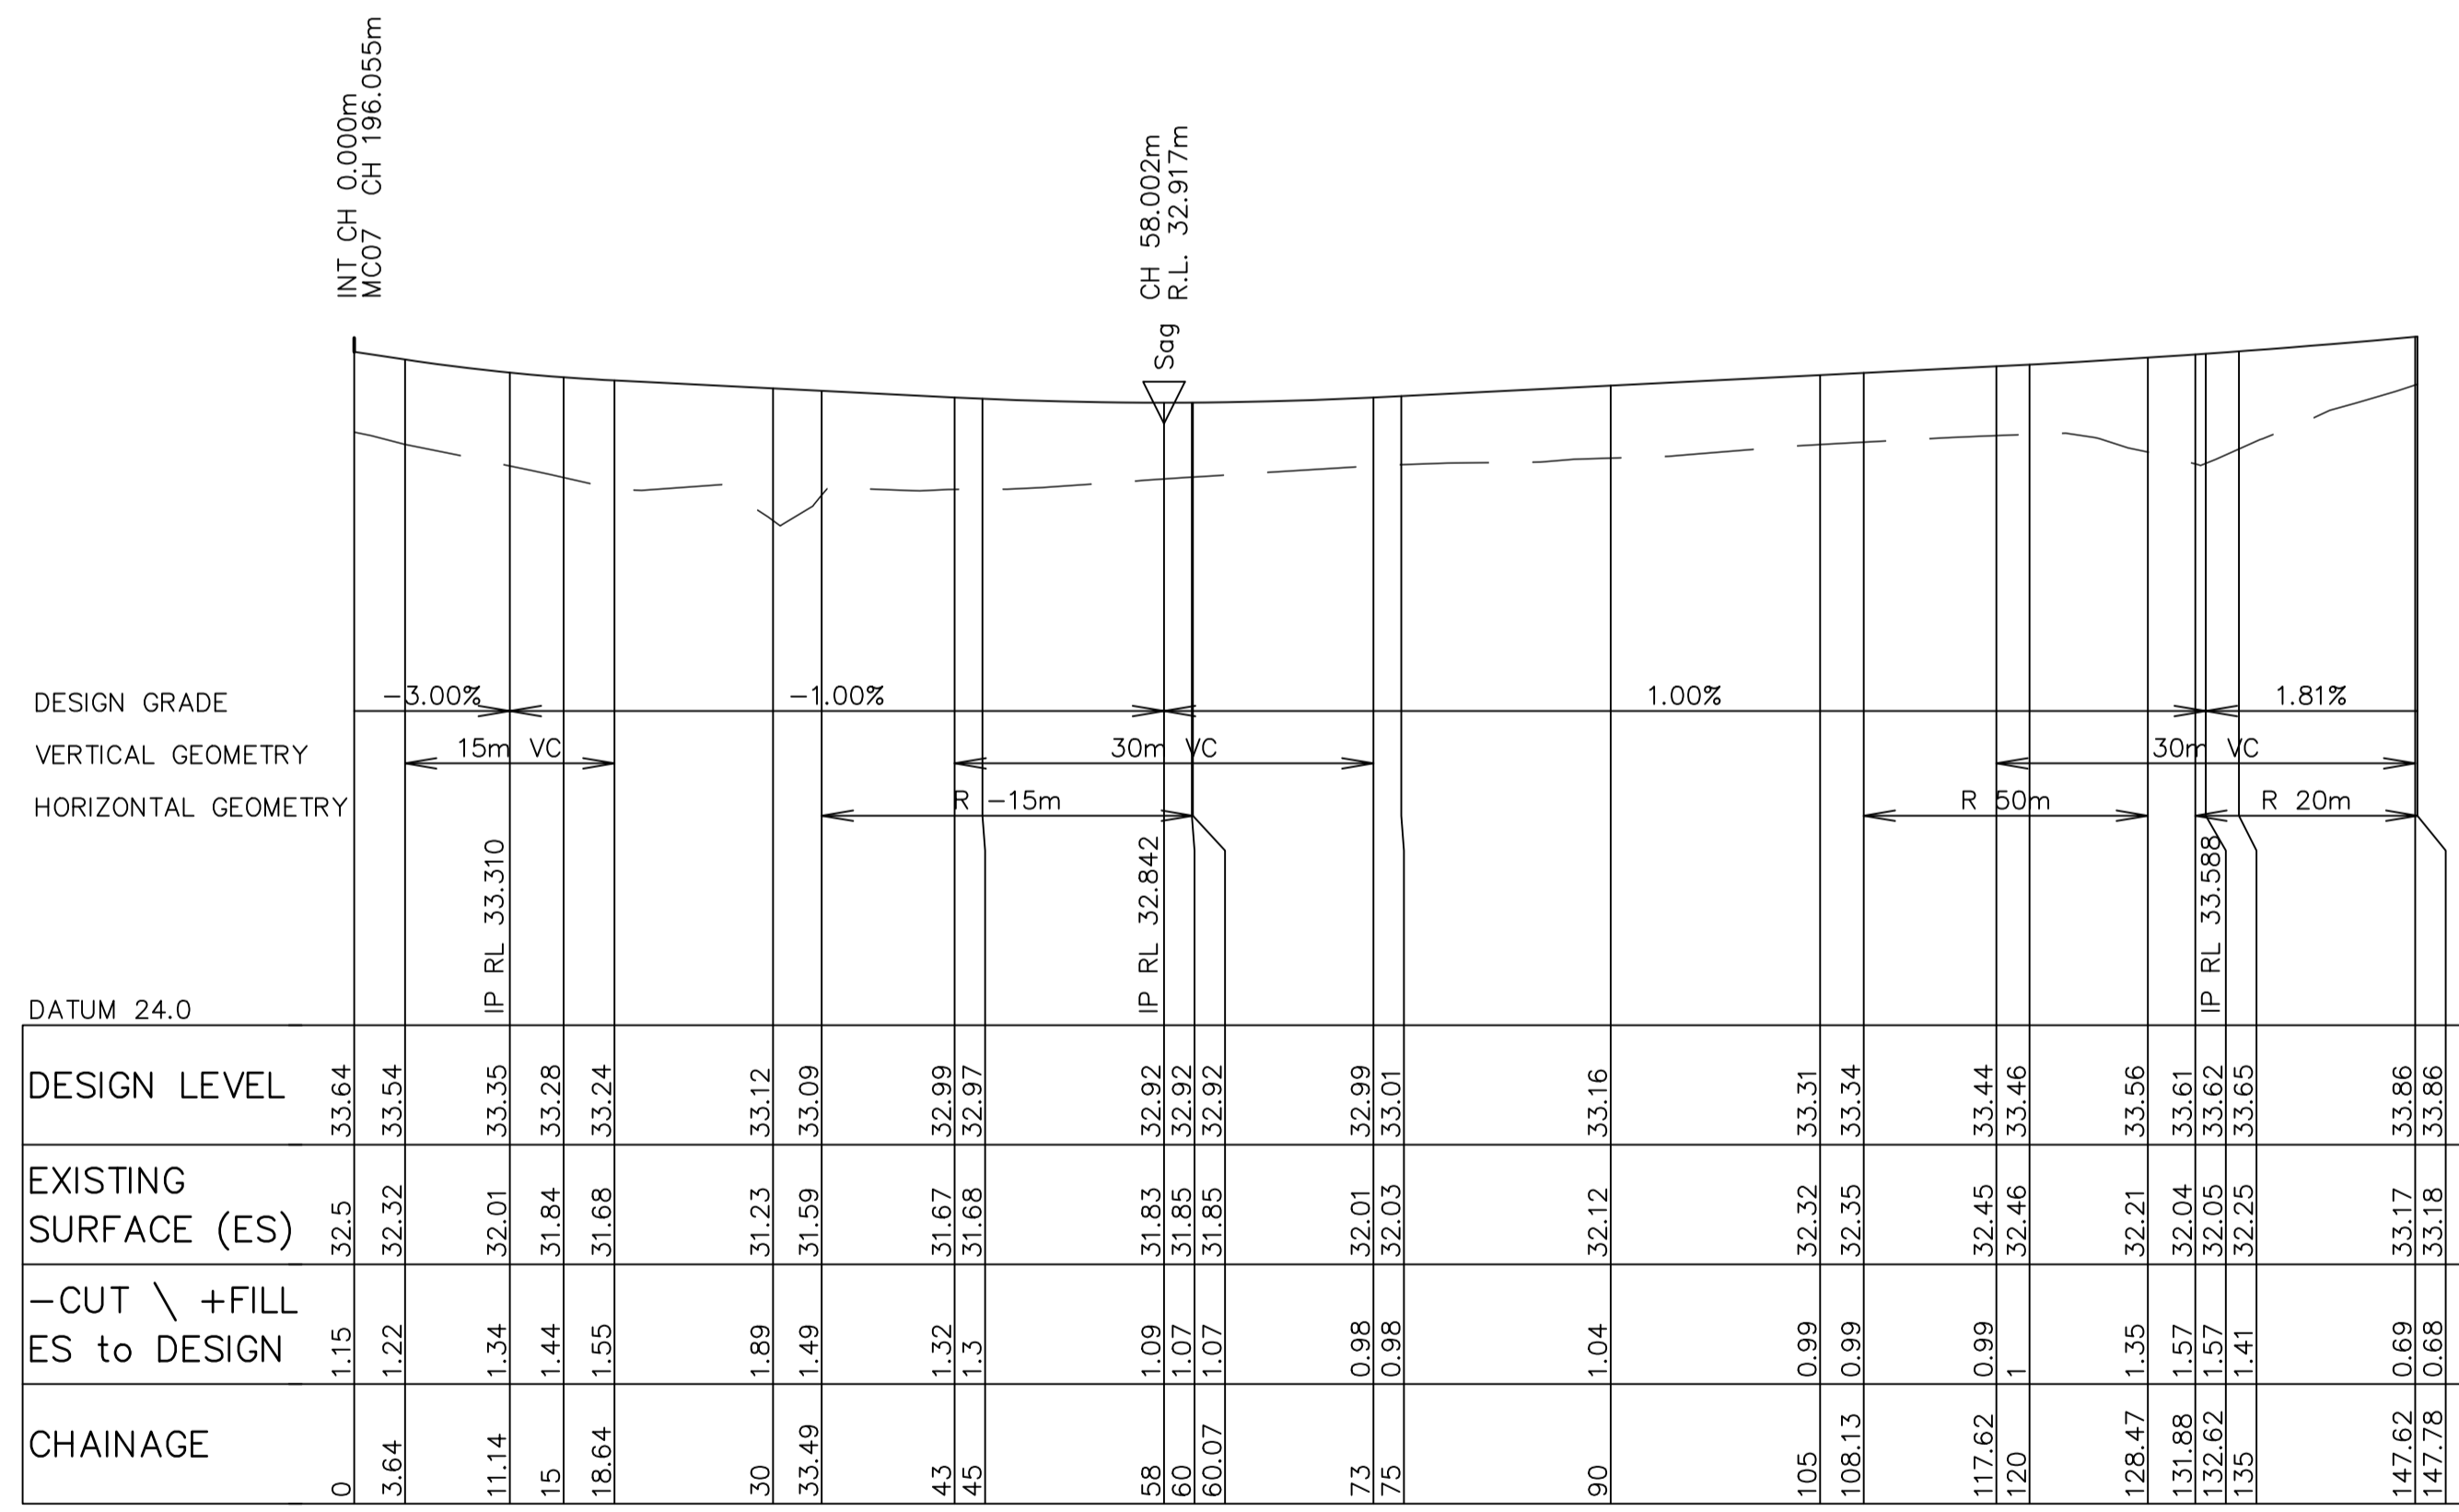 INT CH 0.000m
MC07 CH 196.055m
Sag CH 58.002m
R.L. 32.917m
DESIGN GRADE -3.00% -1.00% 1.00% 1.81%
VERTICAL GEOMETRY 15m VC 30m VC 30m VC
HORIZONTAL GEOMETRY R -15m R 50m R 20m
IP RL 33.310
IP RL 32.842
IP RL 33.588
DATUM 24.0
DESIGN LEVEL 33.64 33.54 33.35 33.28 33.24 33.12 33.09 32.99 32.97 32.92 32.92 32.92 32.99 33.01 33.16 33.31 33.34 33.44 33.46 33.56 33.61 33.62 33.65 33.86 33.86
EXISTING
SURFACE (ES) 32.5 32.32 32.01 31.84 31.68 31.23 31.59 31.67 31.68 31.83 31.85 31.85 32.01 32.03 32.12 32.32 32.35 32.45 32.46 32.21 32.04 32.05 32.25 33.17 33.18
-CUT \ +FILL
ES to DESIGN 1.15 1.22 1.34 1.44 1.55 1.89 1.49 1.32 1.3 1.09 1.07 1.07 0.98 0.98 1.04 0.99 0.99 0.99 1 1.35 1.57 1.57 1.41 0.69 0.68
CHAINAGE 0 3.64 11.14 15 18.64 30 33.49 43 45 58 60 60.07 73 75 90 105 108.13 117.62 120 128.47 131.88 132.62 135 147.62 147.78